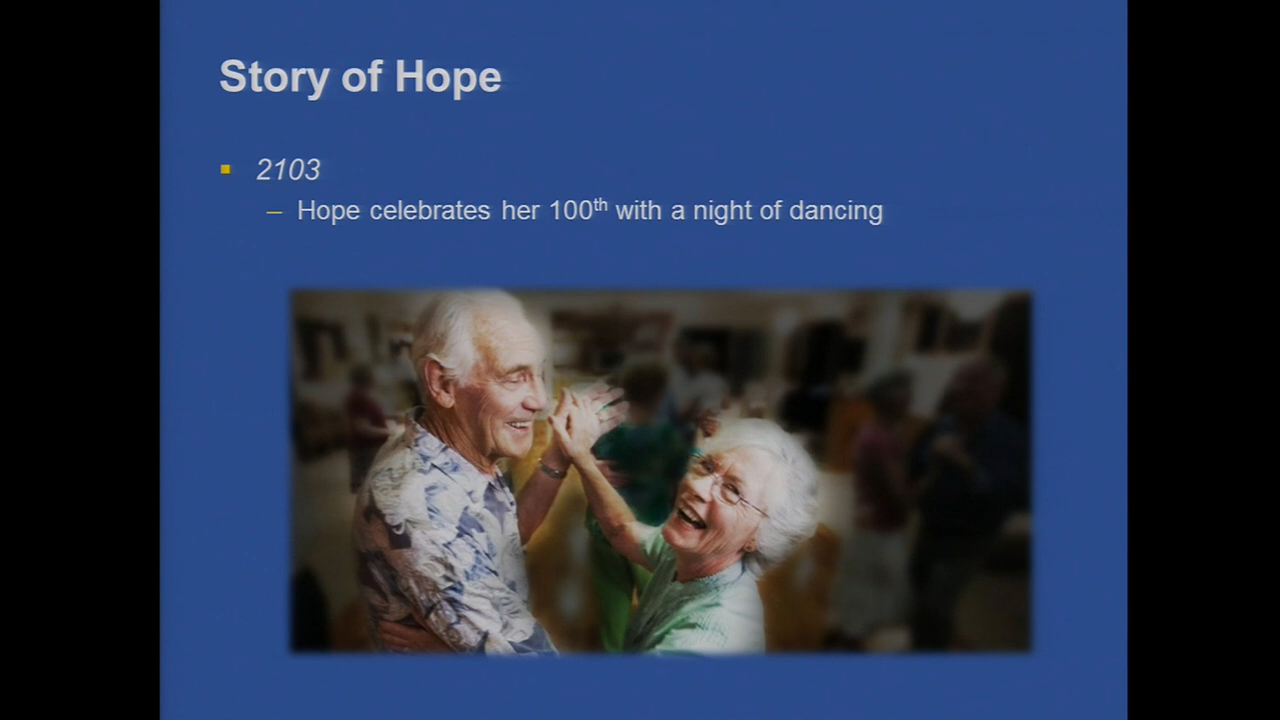 Story of Hope
2103
– Hope celebrates her 100th with a night of dancing